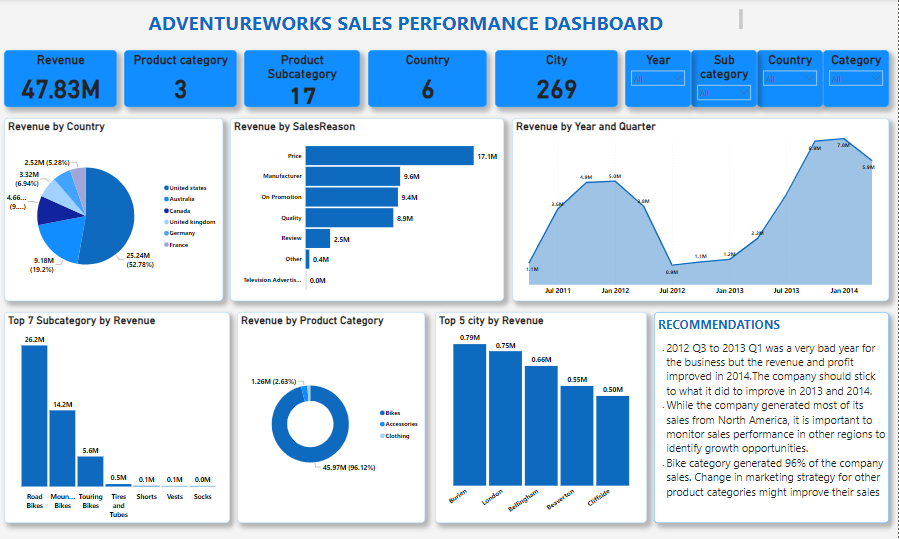 ADVENTUREWORKS SALES PERFORMANCE DASHBOARD
Revenue
47.83M
Product category
3
Product
Subcategory
17
Country
6
City
269
Year
All
Sub
category
All
Country
All
Category
All
Revenue by Country
2.52M (5.28%)
3.32M
(6.94%)
4.66...
(9....)
9.18M
(19.2%)
25.24M
(52.78%)
United states
Australia
Canada
United kingdom
Germany
France
Revenue by SalesReason
Price
17.1M
Manufacturer
9.6M
On Promotion
9.4M
Quality
8.9M
Review
2.5M
Other
0.4M
Television Advertis...
0.0M
Revenue by Year and Quarter
1.1M
3.6M
4.9M
5.0M
3.8M
0.9M
1.1M
1.2M
2.2M
6.9M
7.0M
5.9M
Jul 2011
Jan 2012
Jul 2012
Jan 2013
Jul 2013
Jan 2014
Top 7 Subcategory by Revenue
26.2M
14.2M
5.6M
0.5M
0.1M
0.1M
0.0M
Road
Bikes
Moun...
Bikes
Touring
Bikes
Tires
and
Tubes
Shorts
Vests
Socks
Revenue by Product Category
1.26M (2.63%)
45.97M (96.12%)
Bikes
Accessories
Clothing
Top 5 city by Revenue
0.79M
0.75M
0.66M
0.55M
0.50M
Burien
London
Bellingham
Beaverton
Cliffside
RECOMMENDATIONS
. 2012 Q3 to 2013 Q1 was a very bad year for
the business but the revenue and profit
improved in 2014.The company should stick
to what it did to improve in 2013 and 2014.
. While the company generated most of its
sales from North America, it is important to
monitor sales performance in other regions to
identify growth opportunities.
. Bike category generated 96% of the company
sales. Change in marketing strategy for other
product categories might improve their sales